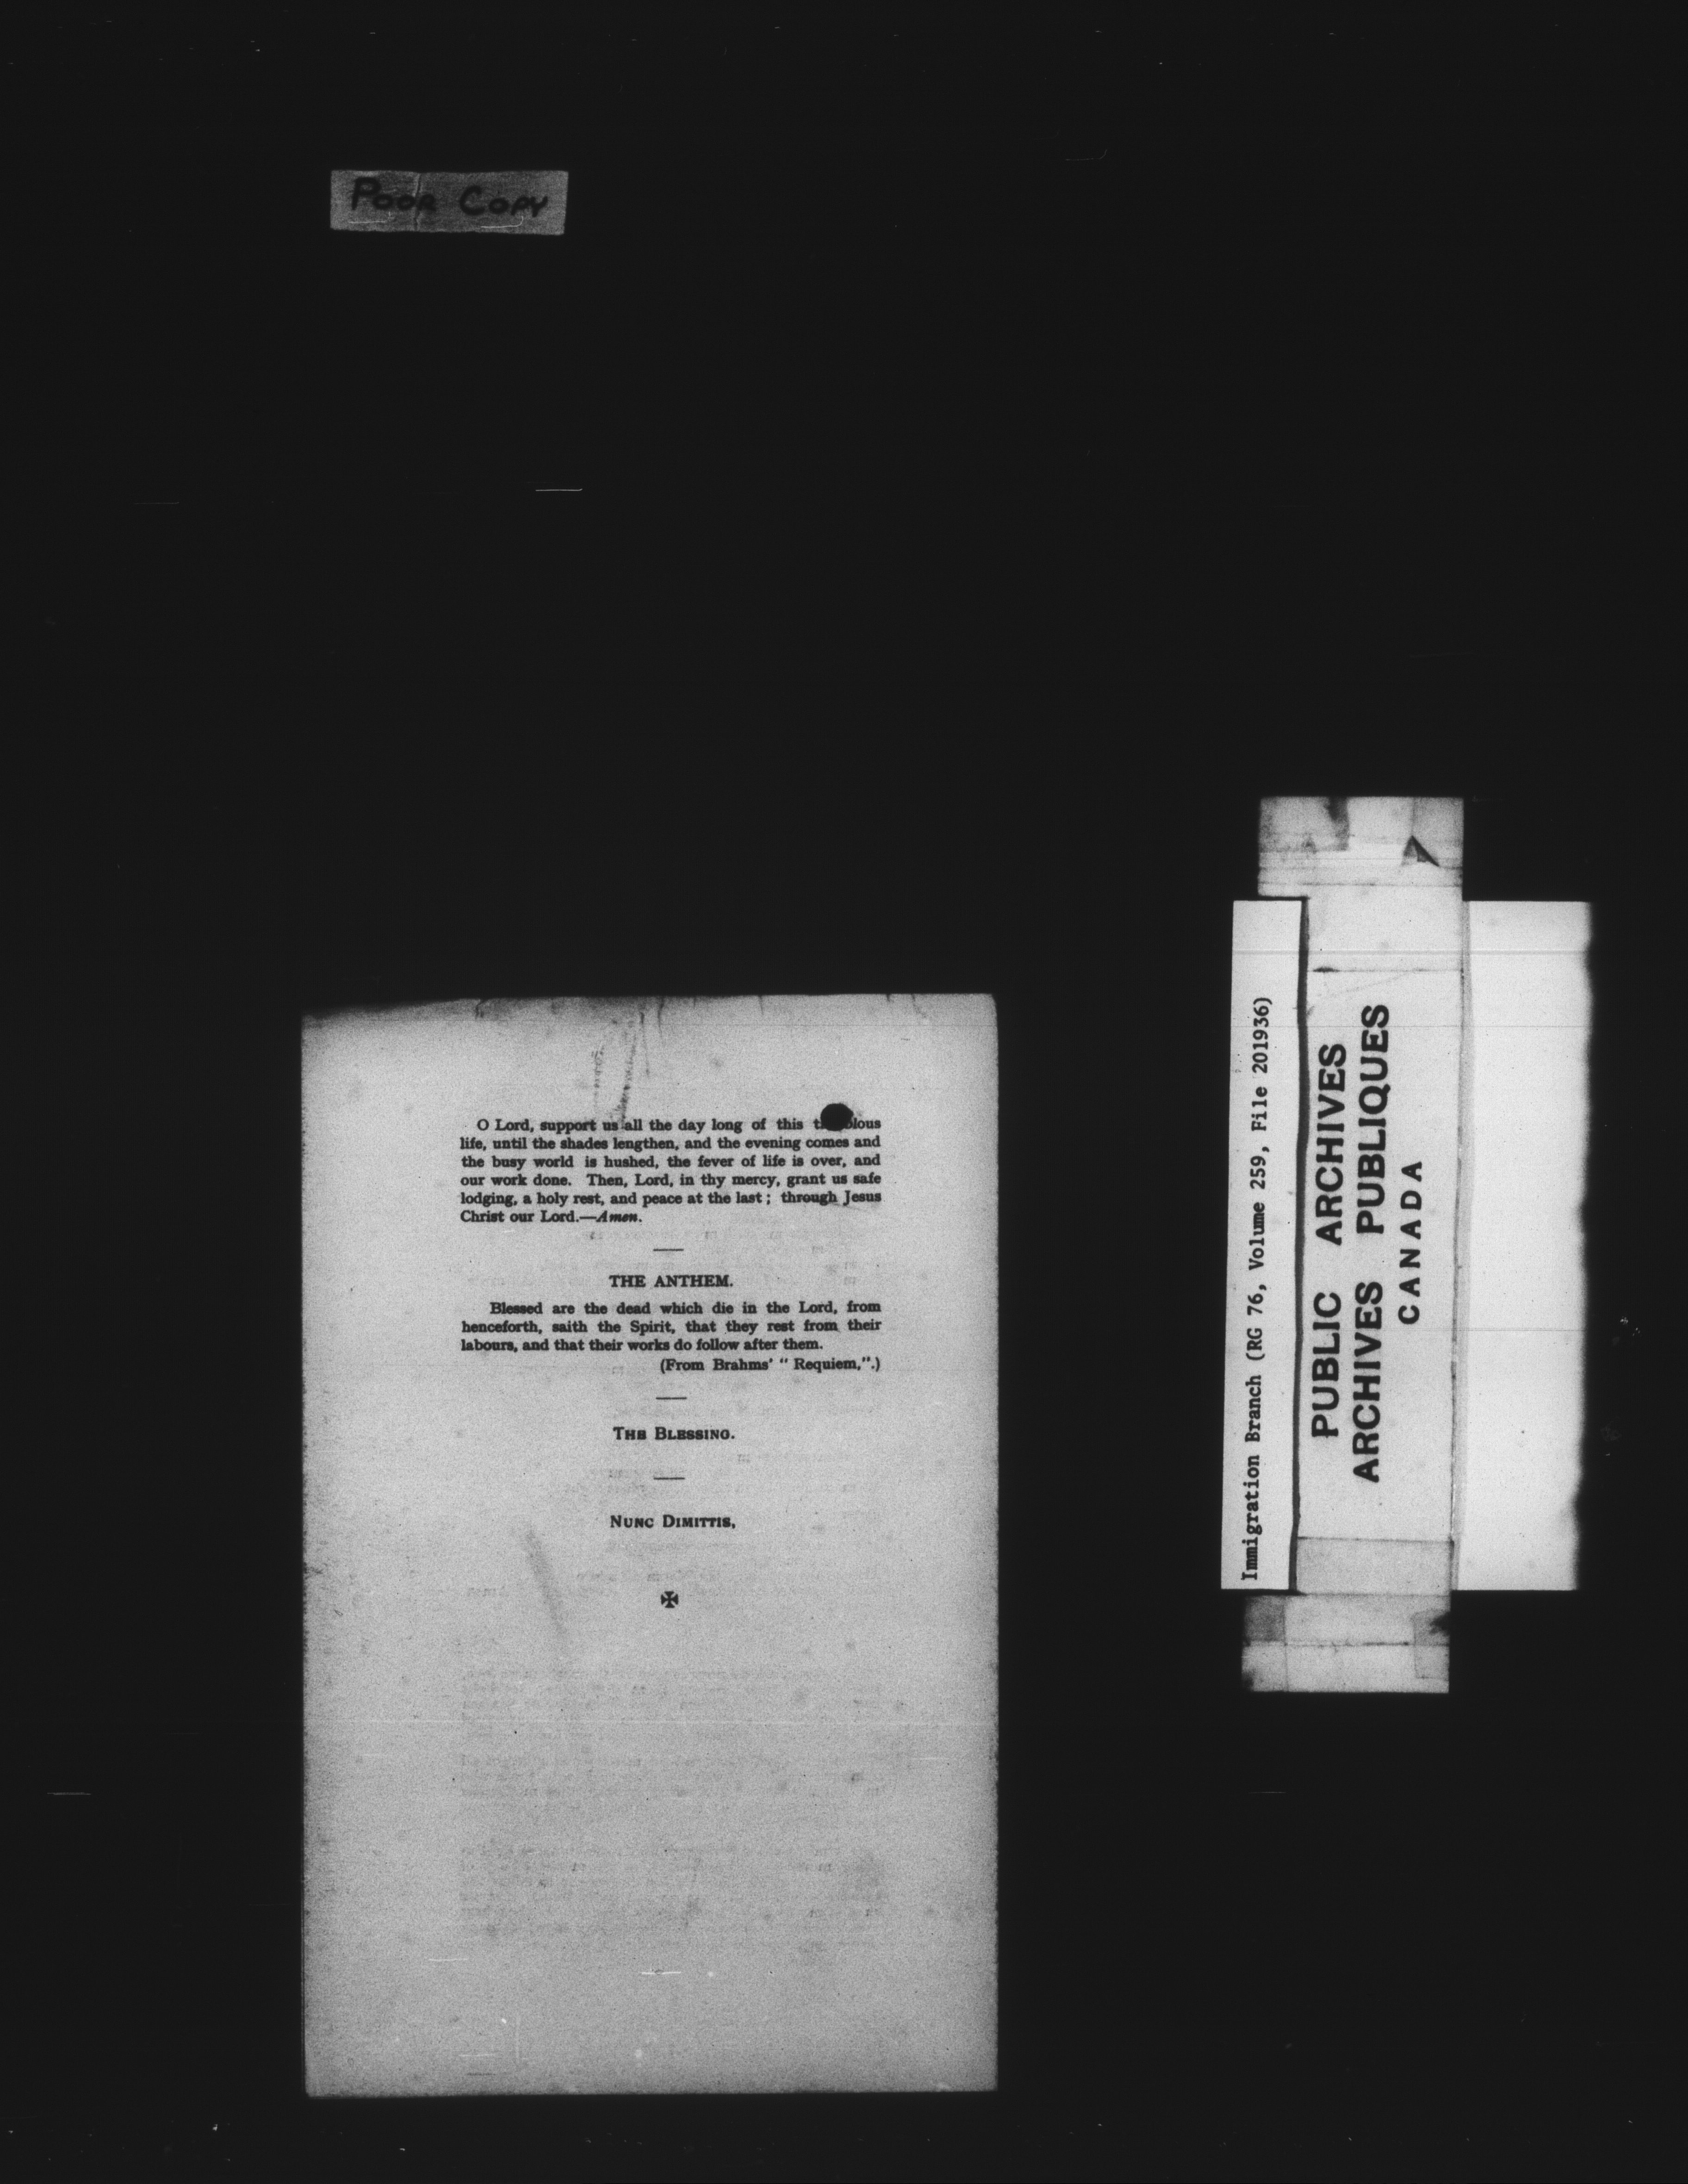 Poor Copy
O Lord, support us all the day long of this
life, until the shades lengthen, and the evening comes and
the busy world is hushed, the fever of life is over, and
our work done. Then, Lord, in thy mercy, grant us safe
lodging, a holy rest, and peace at the last; through Jesus
Christ our Lord.—Amen.
THE ANTHEM.
Blessed are the dead which die in the Lord, from
henceforth, saith the Spirit, that they rest from their
labours, and that their works do follow after them.
(From Brahms' “ Requiem,”.)
THE BLESSING.
NUNC DIMITTIS,
Immigration Branch (RG 76, Volume 259, File 201936)
PUBLIC ARCHIVES
ARCHIVES PUBLIQUES
CANADA